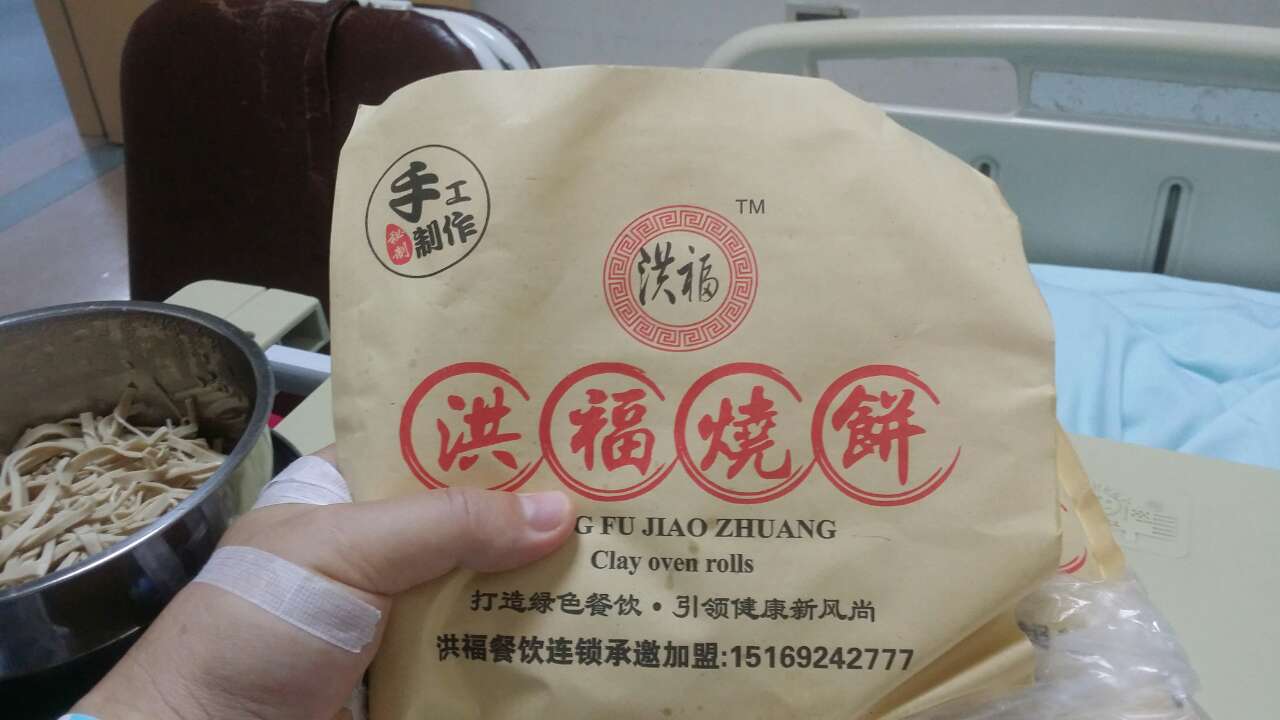 手工
制作
秘制
TM
洪福
洪福燒餅
G FU JIAO ZHUANG
Clay oven rolls
打造绿色餐饮·引领健康新风尚
洪福餐饮连锁承邀加盟:15169242777